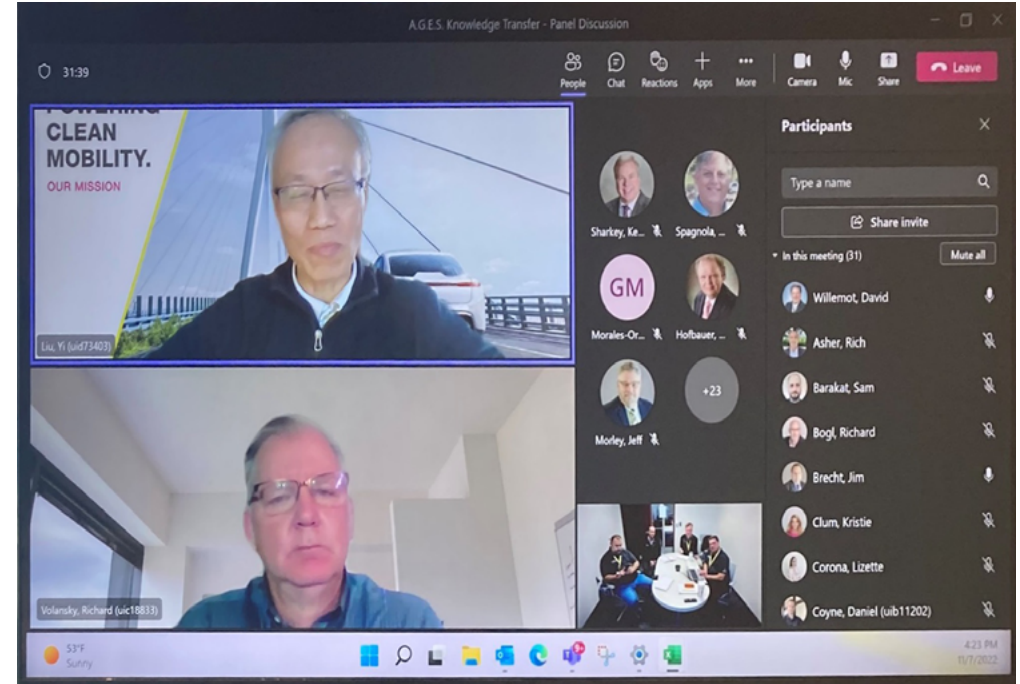 A.G.E.S. Knowledge Transfer - Panel Discussion
31:39
People
Chat
Reactions
Apps
More
Camera
Mic
Share
Leave
POWERING
CLEAN
MOBILITY.
OUR MISSION
Liu, Yi (uid73403)
Volansky, Richard (uic18833)
Sharkey, Ke...
Spagnola, ...
GM
Morales-Or...
Hofbauer, ...
Morley, Jeff
+23
Participants
Type a name
Share invite
In this meeting (31)
Mute all
Willemot, David
Asher, Rich
Barakat, Sam
Bogl, Richard
Brecht, Jim
Clum, Kristie
Corona, Lizette
Coyne, Daniel (uib11202)
53°F
Sunny
9+
4:23 PM
11/7/2022